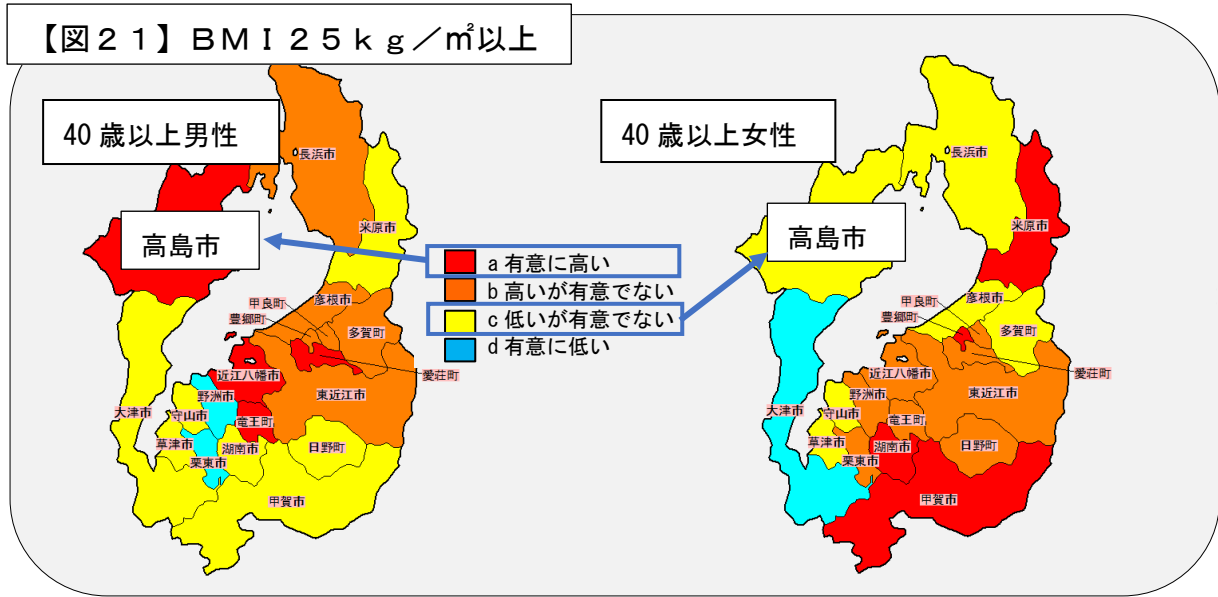 【図２１】ＢＭＩ２５ｋｇ／㎡以上
40 歳以上男性
長浜市
米原市
高島市
甲良町
彦根市
豊郷町
多賀町
近江八幡市
愛荘町
東近江市
大津市
野洲市
守山市
竜王町
草津市
湖南市
日野町
栗東市
甲賀市
a 有意に高い
b 高いが有意でない
c 低いが有意でない
d 有意に低い
40 歳以上女性
長浜市
米原市
高島市
甲良町
彦根市
豊郷町
多賀町
近江八幡市
愛荘町
東近江市
大津市
野洲市
守山市
竜王町
草津市
湖南市
日野町
栗東市
甲賀市